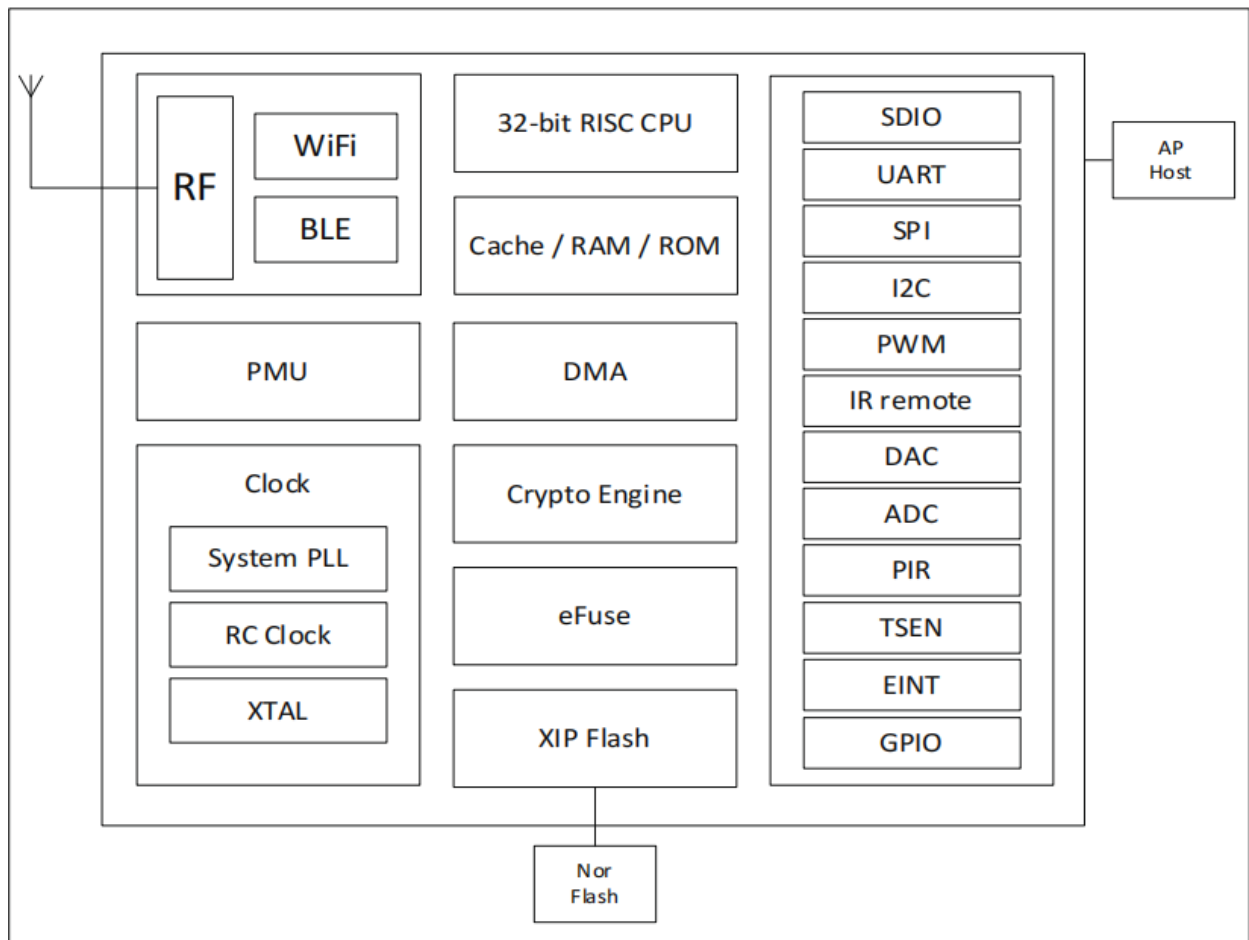 RF
WiFi
BLE
PMU
Clock
System PLL
RC Clock
XTAL
32-bit RISC CPU
Cache / RAM / ROM
DMA
Crypto Engine
eFuse
XIP Flash
SDIO
UART
SPI
I2C
PWM
IR remote
DAC
ADC
PIR
TSEN
EINT
GPIO
AP
Host
Nor
Flash